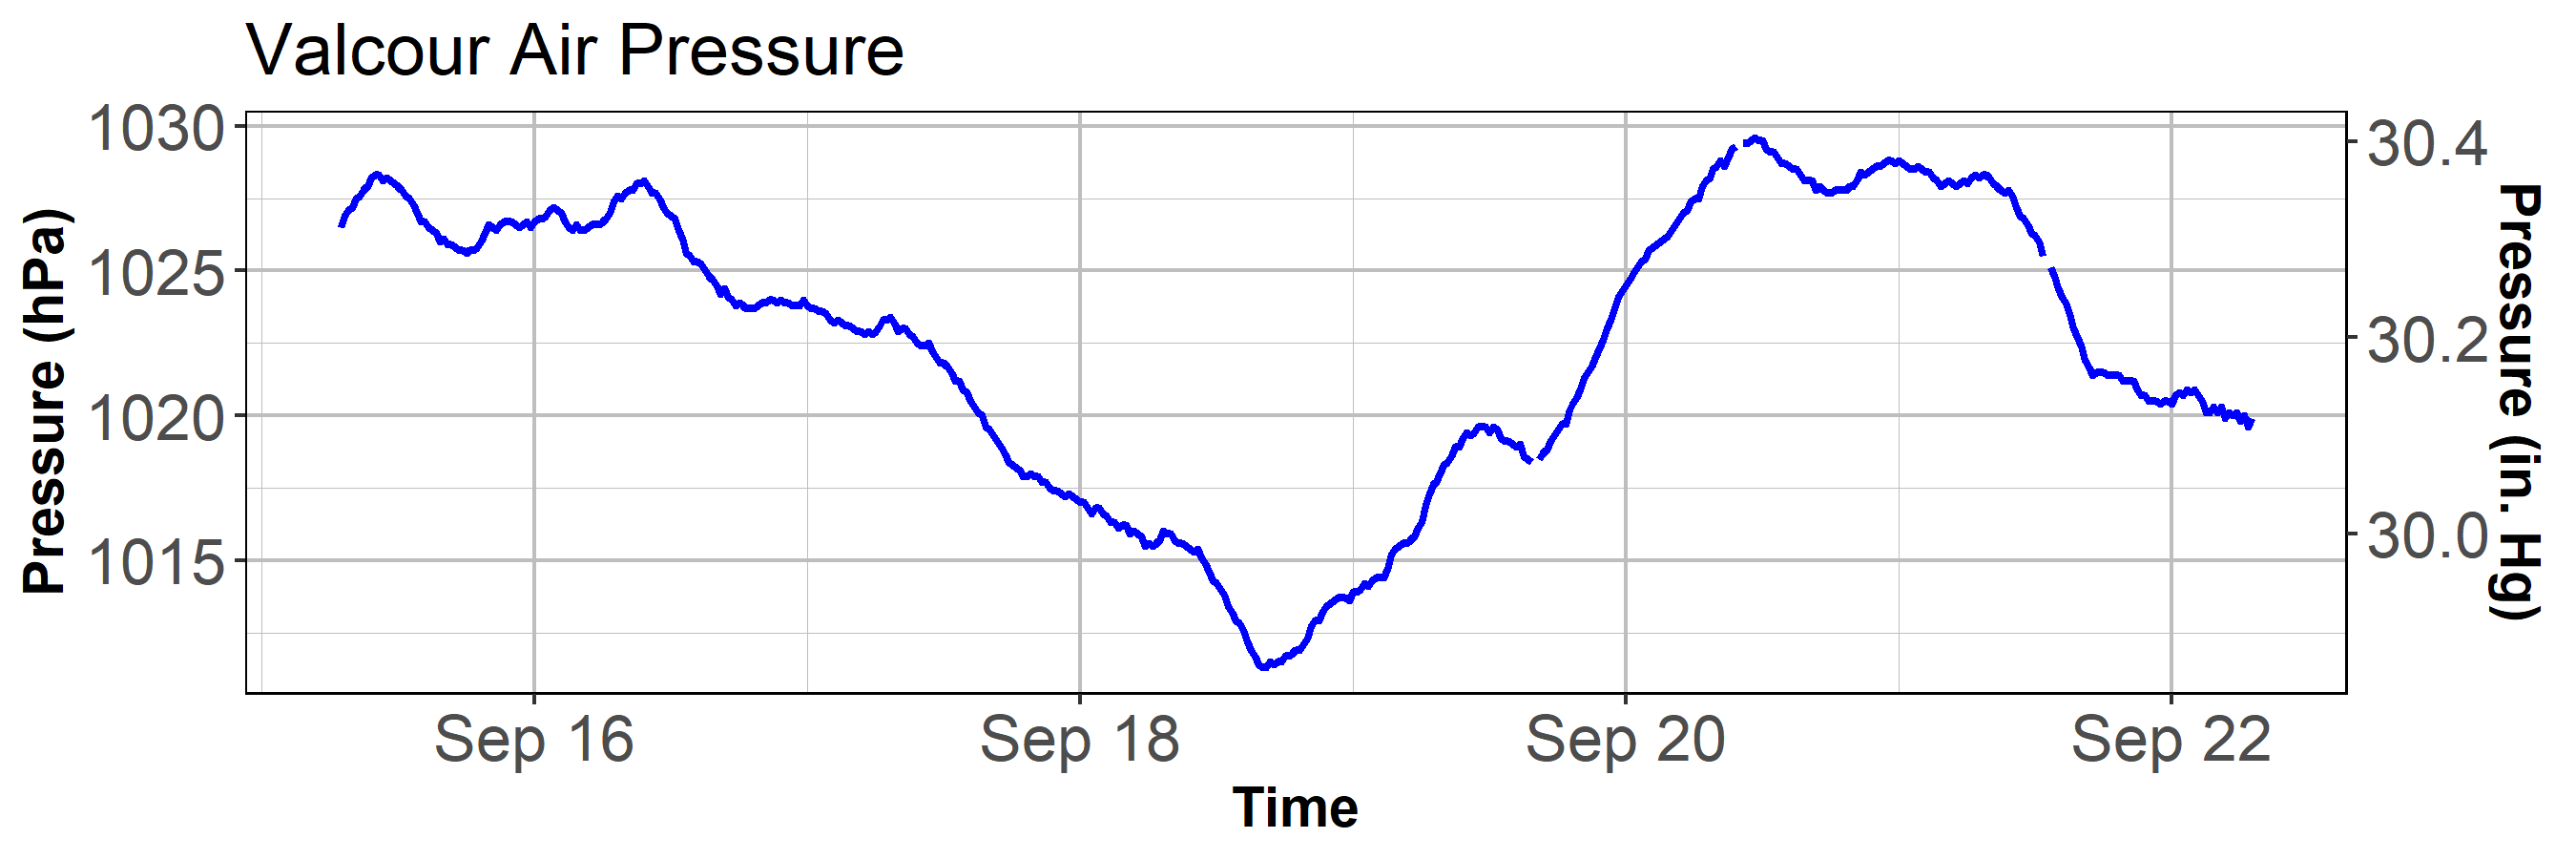 Valcour Air Pressure
Pressure (hPa)
1030
1025
1020
1015
30.4
30.2
30.0
Pressure (in. Hg)
Sep 16
Sep 18
Sep 20
Sep 22
Time